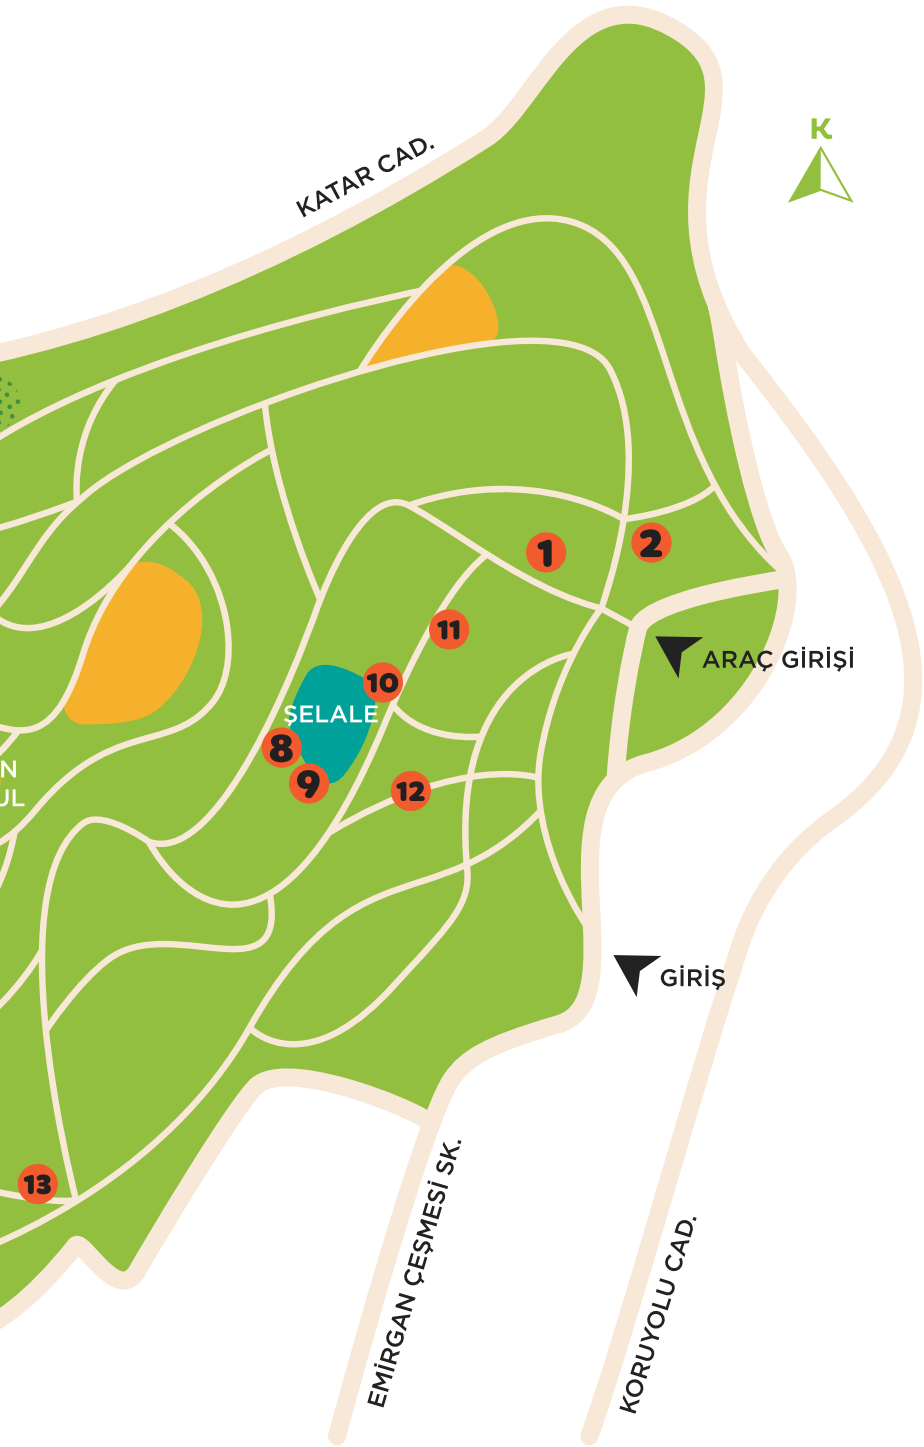 K
KATAR CAD.
1
2
11
ARAÇ GİRİŞİ
10
ŞELALE
8
9
12
N
UL
GİRİŞ
13
EMİRGAN ÇEŞMESİ SK.
KORUYOLU CAD.